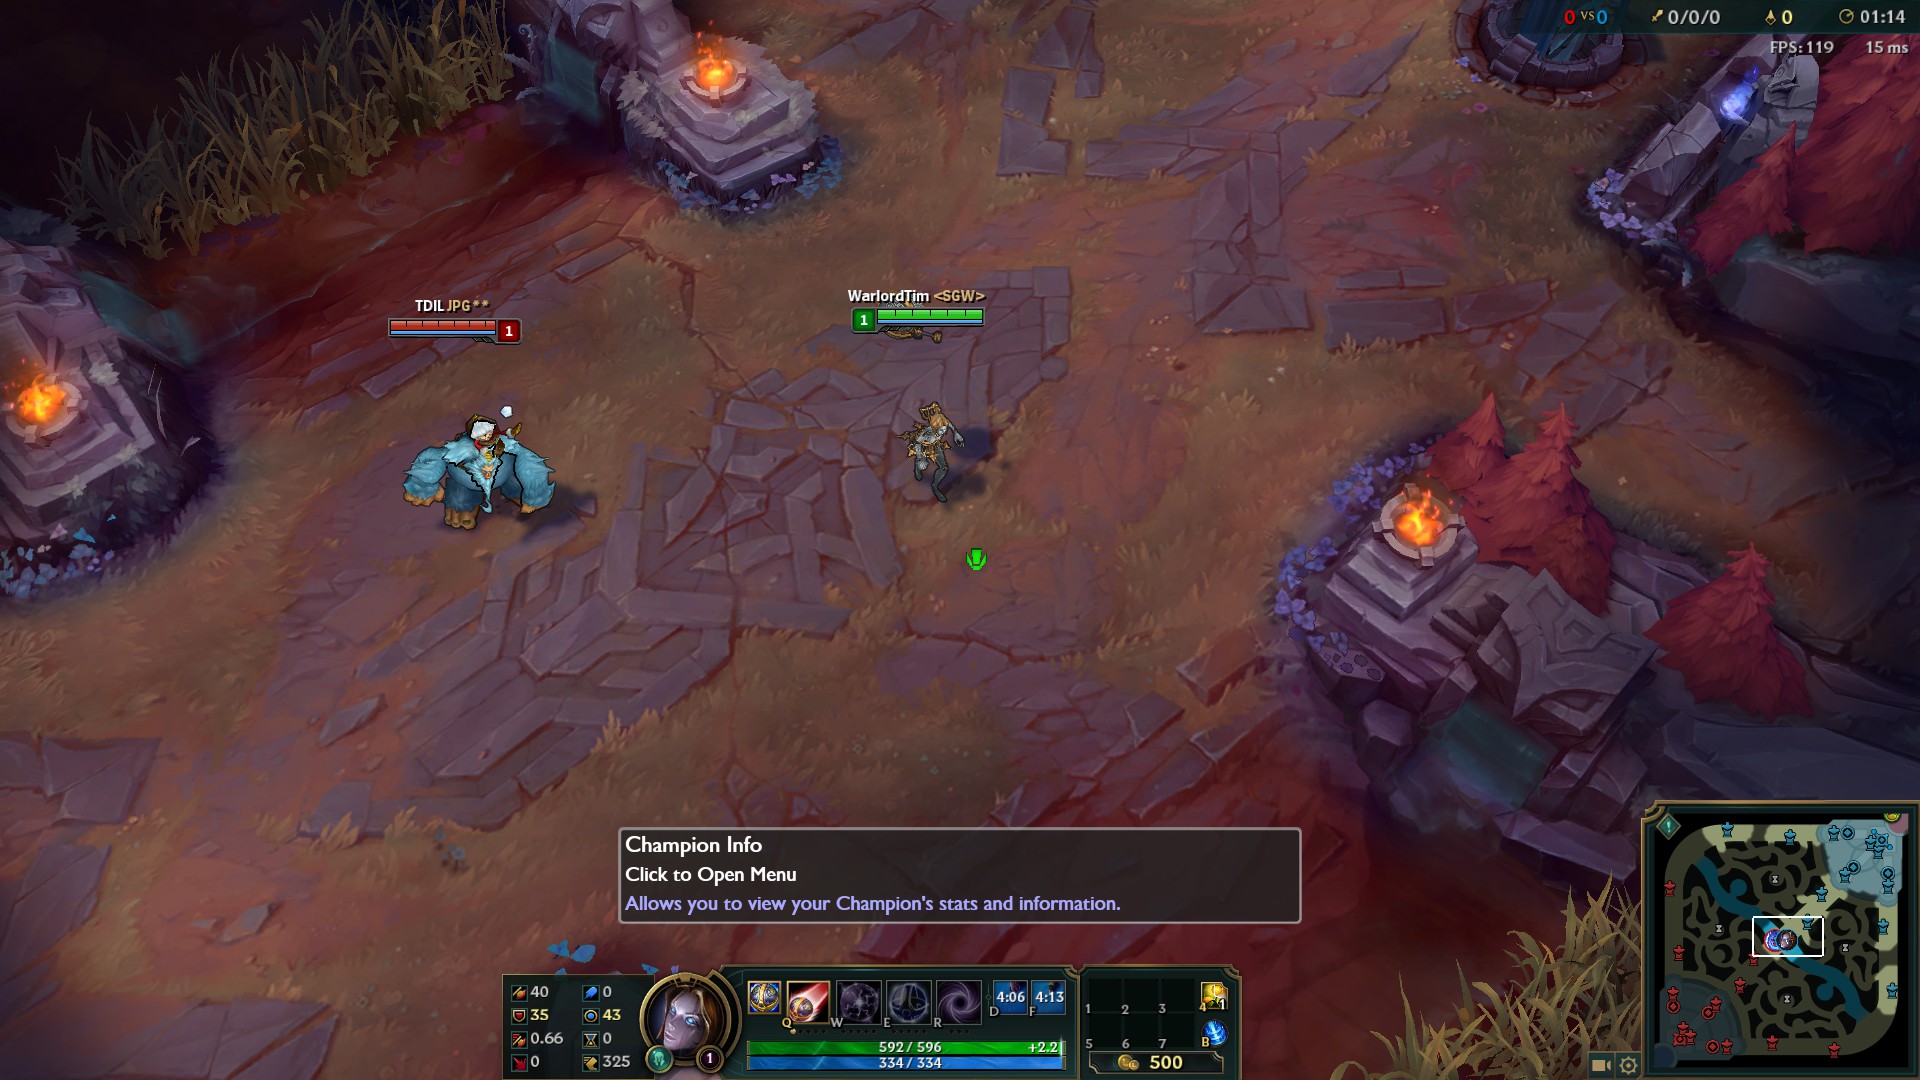 0 VS 0 0/0/0 0 01:14
FPS: 119 15 ms
WarlordTim <SGW>
1
TDIL JPG**
1
Champion Info
Click to Open Menu
Allows you to view your Champion's stats and information.
40 0
35 43
0.66 0
0 325
1
Q W E R
4:06 D 4:13 F
592 / 596 +2.2
334 / 334
1 2 3 4 1
5 6 7 B
500